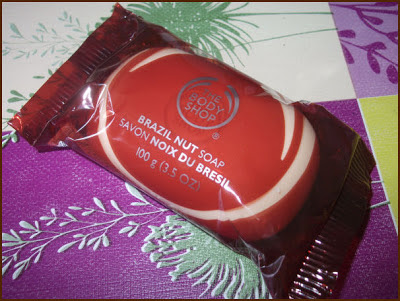 THE
BODY
SHOP®
BRAZIL NUT SOAP
SAVON NOIX DU BRESIL
100 g (3.5 OZ)